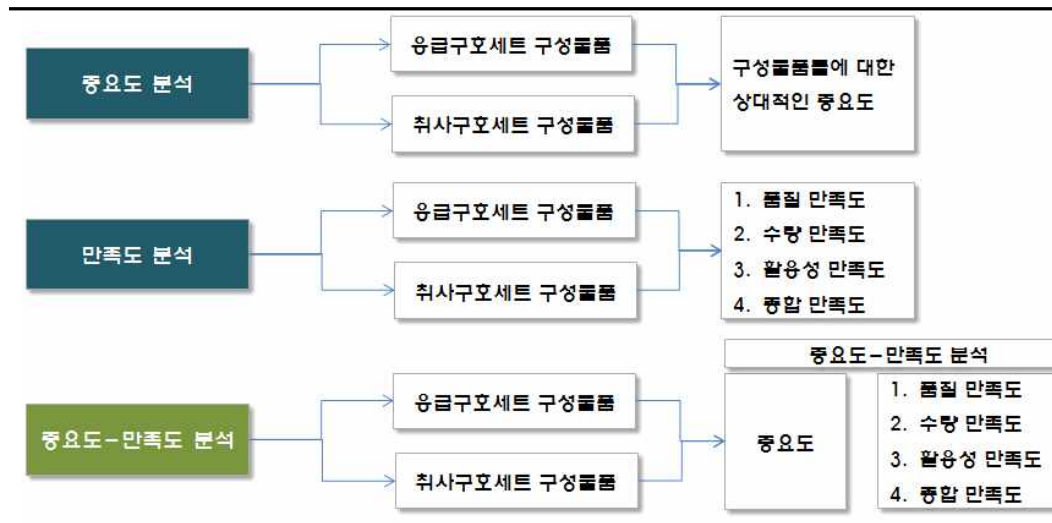 중요도 분석
응급구호세트 구성물품
취사구호세트 구성물품
구성물품들에 대한
상대적인 중요도
만족도 분석
응급구호세트 구성물품
취사구호세트 구성물품
1. 품질 만족도
2. 수량 만족도
3. 활용성 만족도
4. 종합 만족도
중요도-만족도 분석
응급구호세트 구성물품
취사구호세트 구성물품
중요도-만족도 분석
중요도
1. 품질 만족도
2. 수량 만족도
3. 활용성 만족도
4. 종합 만족도